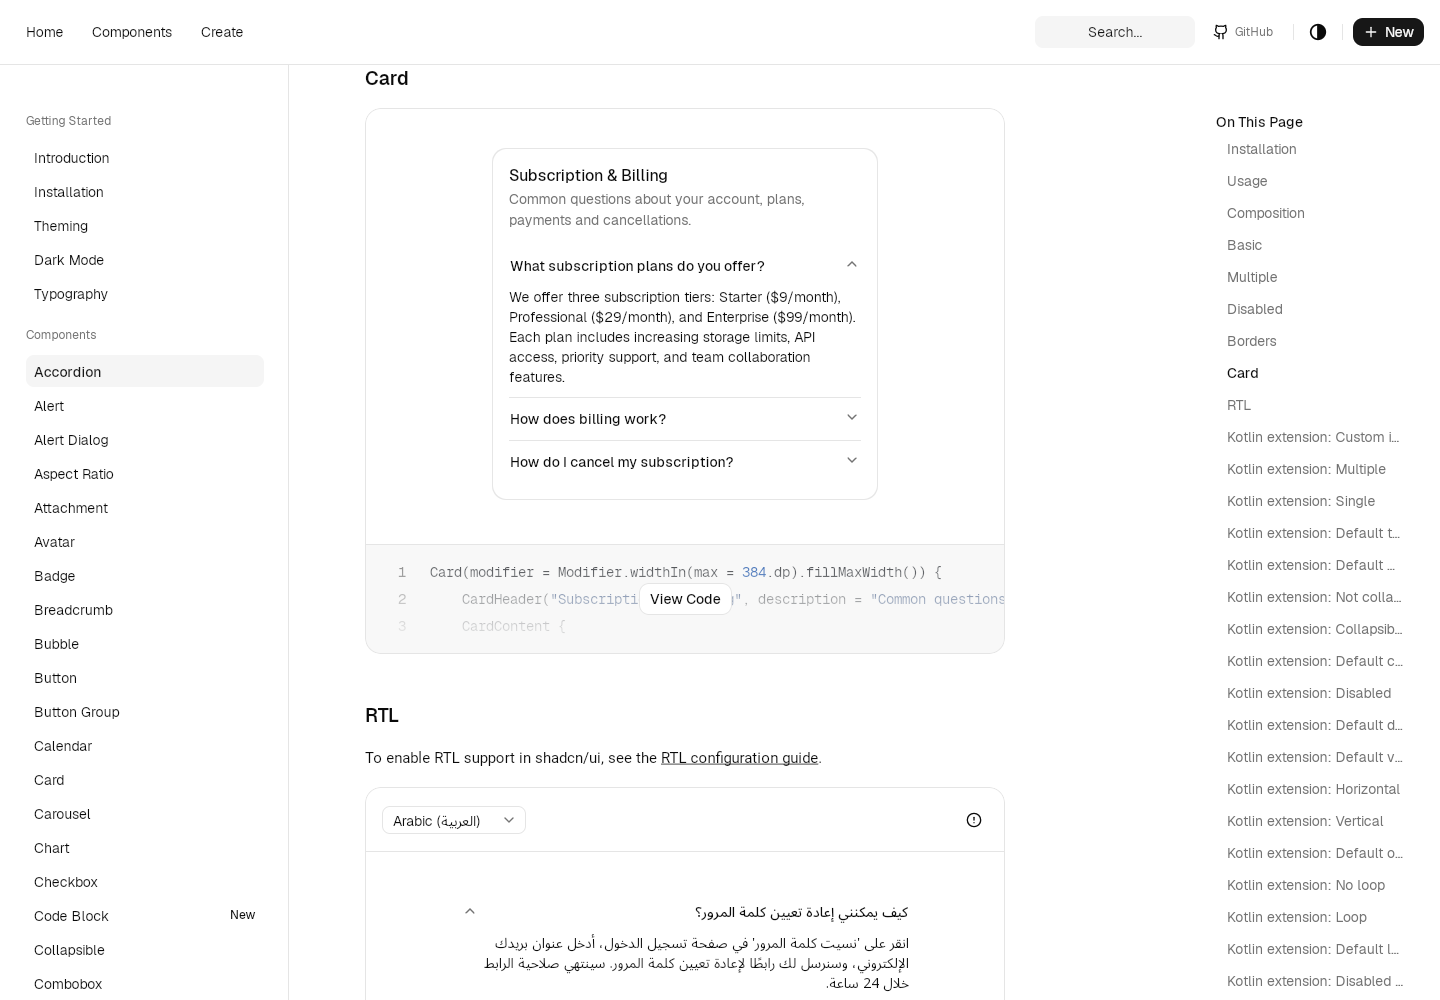 Home
Components
Create
Search...
GitHub
New
Getting Started
Introduction
Installation
Theming
Dark Mode
Typography
Components
Accordion
Alert
Alert Dialog
Aspect Ratio
Attachment
Avatar
Badge
Breadcrumb
Bubble
Button
Button Group
Calendar
Card
Carousel
Chart
Checkbox
Code Block
New
Collapsible
Combobox
Card
Subscription & Billing
Common questions about your account, plans,
payments and cancellations.
What subscription plans do you offer?
We offer three subscription tiers: Starter ($9/month),
Professional ($29/month), and Enterprise ($99/month).
Each plan includes increasing storage limits, API
access, priority support, and team collaboration
features.
How does billing work?
How do I cancel my subscription?
1 Card(modifier = Modifier.widthIn(max = 384.dp).fillMaxWidth()) {
2 CardHeader("Subscripti g", description = "Common questions
View Code
3 CardContent {
RTL
To enable RTL support in shadcn/ui, see the RTL configuration guide.
Arabic (العربية)
كيف يمكنني إعادة تعيين كلمة المرور؟
انقر على 'نسيت كلمة المرور' في صفحة تسجيل الدخول، أدخل عنوان بريدك
الإلكتروني، وسنرسل لك رابطًا لإعادة تعيين كلمة المرور. سينتهي صلاحية الرابط
خلال 24 ساعة.
On This Page
Installation
Usage
Composition
Basic
Multiple
Disabled
Borders
Card
RTL
Kotlin extension: Custom i...
Kotlin extension: Multiple
Kotlin extension: Single
Kotlin extension: Default t...
Kotlin extension: Default ...
Kotlin extension: Not colla...
Kotlin extension: Collapsib...
Kotlin extension: Default c...
Kotlin extension: Disabled
Kotlin extension: Default d...
Kotlin extension: Default v...
Kotlin extension: Horizontal
Kotlin extension: Vertical
Kotlin extension: Default o...
Kotlin extension: No loop
Kotlin extension: Loop
Kotlin extension: Default l...
Kotlin extension: Disabled ...